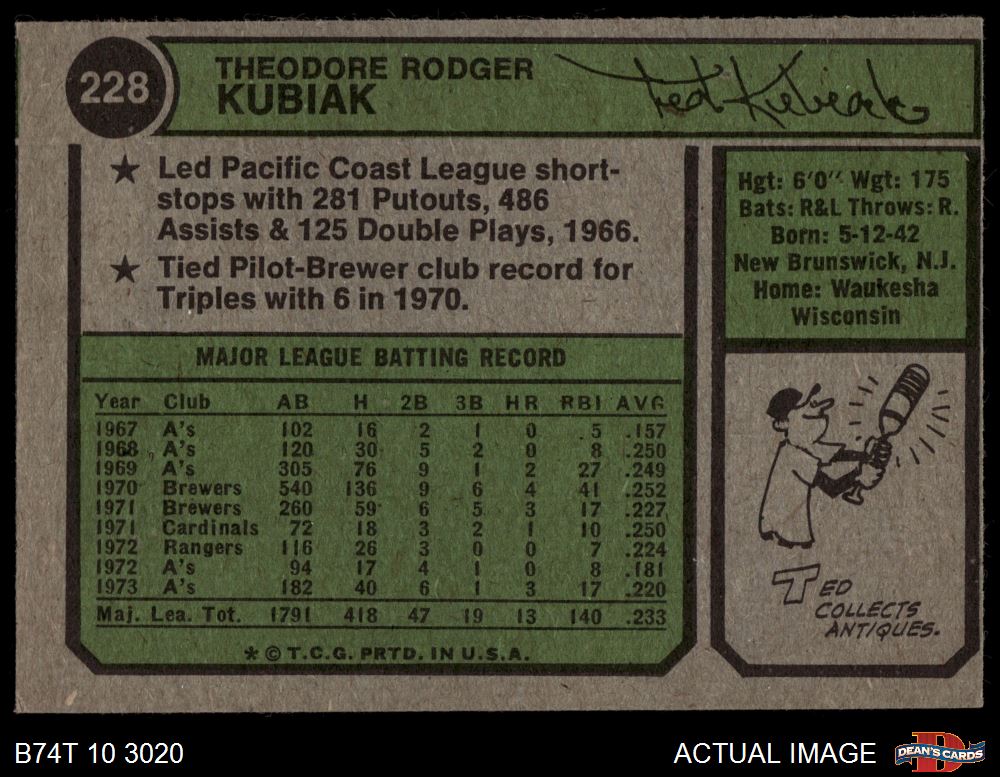 228
THEODORE RODGER
KUBIAK
Ted Kubiak
★ Led Pacific Coast League short-
stops with 281 Putouts, 486
Assists & 125 Double Plays, 1966.
★ Tied Pilot-Brewer club record for
Triples with 6 in 1970.
Hgt: 6'0" Wgt: 175
Bats: R&L Throws: R.
Born: 5-12-42
New Brunswick, N.J.
Home: Waukesha
Wisconsin
MAJOR LEAGUE BATTING RECORD
Year Club AB H 2B 3B HR RBI AVG
1967 A's 102 16 2 1 0 5 .157
1968 A's 120 30 5 2 0 8 .250
1969 A's 305 76 9 1 2 27 .249
1970 Brewers 540 136 9 6 4 41 .252
1971 Brewers 260 59 6 5 3 17 .227
1971 Cardinals 72 18 3 2 1 10 .250
1972 Rangers 116 26 3 0 0 7 .224
1972 A's 94 17 4 1 0 8 .181
1973 A's 182 40 6 1 3 17 .220
Maj. Lea. Tot. 1791 418 47 19 13 140 .233
* © T.C.G. PRTD. IN U.S.A.
TED
COLLECTS
ANTIQUES.
B74T 10 3020
ACTUAL IMAGE
D
DEAN'S CARDS